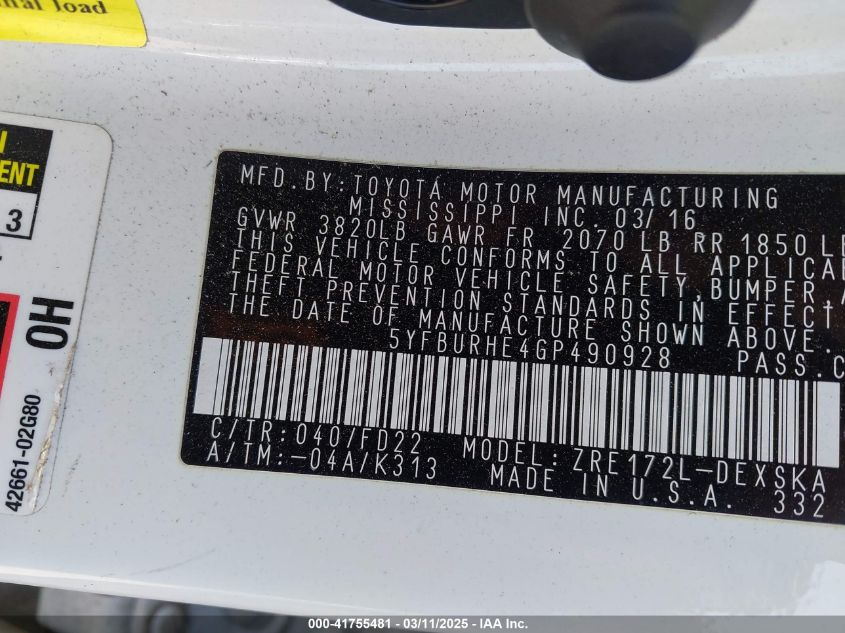 nal load
N
ENT
3
OH
42661-02G80
MFD.BY:TOYOTA MOTOR MANUFACTURING
MISSISSIPPI INC. 03/16
GVWR 3820LB GAWR FR 2070 LB RR 1850 LB
THIS VEHICLE CONFORMS TO ALL APPLICAB
FEDERAL MOTOR VEHICLE SAFETY,BUMPER,A
THEFT PREVENTION STANDARDS IN EFFECT
THE DATE OF MANUFACTURE SHOWN ABOVE.
5YFBURHE4GP490928 PASS.C
C/TR:040/FD22 MODEL:ZRE172L-DEXSKA
A/TM:-04A/K313 MADE IN U.S.A. 332
000-41755481 - 03/11/2025 - IAA Inc.